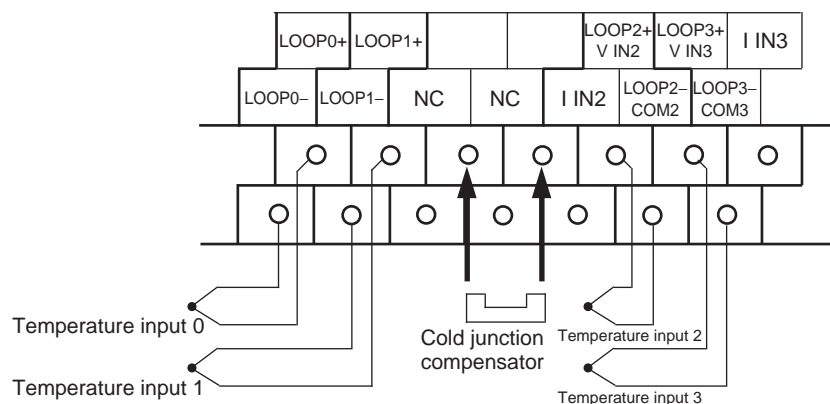 LOOP0+ LOOP1+ LOOP2+ LOOP3+ I IN3
V IN2 V IN3
LOOP0– LOOP1– NC NC I IN2 LOOP2– LOOP3–
COM2 COM3
Temperature input 0
Cold junction
compensator
Temperature input 2
Temperature input 1
Temperature input 3